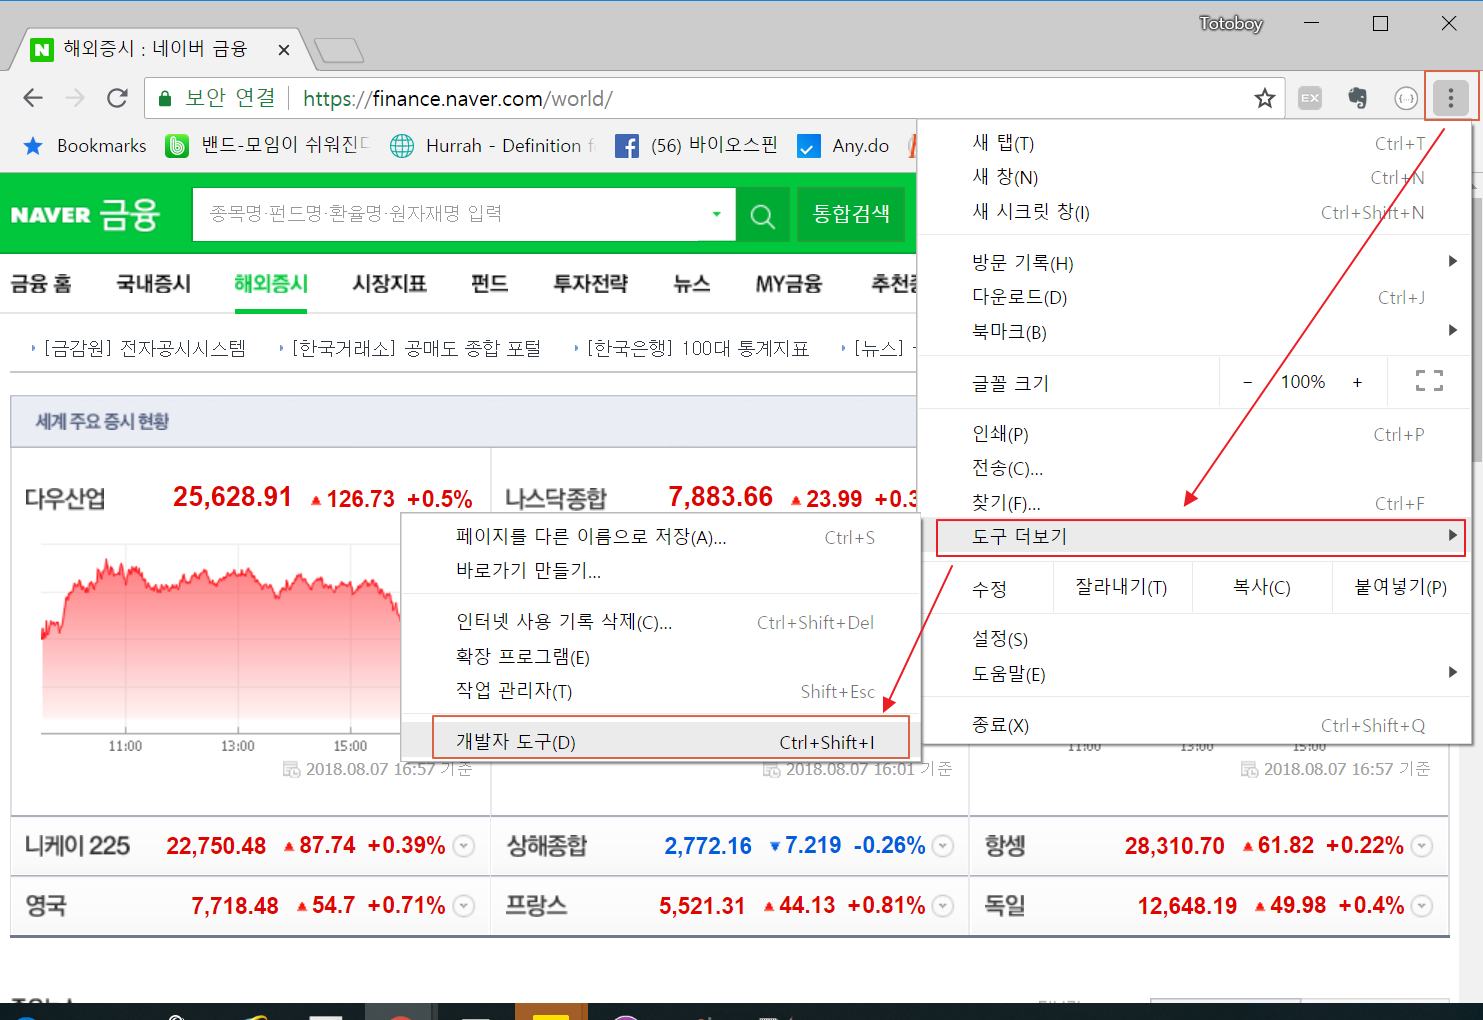 Totoboy
해외증시 : 네이버 금융
보안 연결 https://finance.naver.com/world/
EX
Bookmarks 밴드-모임이 쉬워진 Hurrah - Definition (56) 바이오스핀 Any.do
NAVER 금융 종목명·펀드명·환율명·원자재명 입력 통합검색
금융 홈 국내증시 해외증시 시장지표 펀드 투자전략 뉴스 MY금융 추천
[금감원] 전자공시시스템 [한국거래소] 공매도 종합 포털 [한국은행] 100대 통계지표 [뉴스]
세계 주요 증시 현황
다우산업 25,628.91 ▲126.73 +0.5% 나스닥종합 7,883.66 ▲23.99 +0.3
11:00 13:00 15:00
2018.08.07 16:57 기준
2018.08.07 16:01 기준
11:00 13:00 15:00
2018.08.07 16:57 기준
니케이 225 22,750.48 ▲87.74 +0.39% 상해종합 2,772.16 ▼7.219 -0.26% 항셍 28,310.70 ▲61.82 +0.22%
영국 7,718.48 ▲54.7 +0.71% 프랑스 5,521.31 ▲44.13 +0.81% 독일 12,648.19 ▲49.98 +0.4%
새 탭(T) Ctrl+T
새 창(N) Ctrl+N
새 시크릿 창(I) Ctrl+Shift+N
방문 기록(H)
다운로드(D) Ctrl+J
북마크(B)
글꼴 크기 - 100% +
인쇄(P) Ctrl+P
전송(C)...
찾기(F)... Ctrl+F
도구 더보기
수정 잘라내기(T) 복사(C) 붙여넣기(P)
설정(S)
도움말(E)
종료(X) Ctrl+Shift+Q
페이지를 다른 이름으로 저장(A)... Ctrl+S
바로가기 만들기...
인터넷 사용 기록 삭제(C)... Ctrl+Shift+Del
확장 프로그램(E)
작업 관리자(T) Shift+Esc
개발자 도구(D) Ctrl+Shift+I